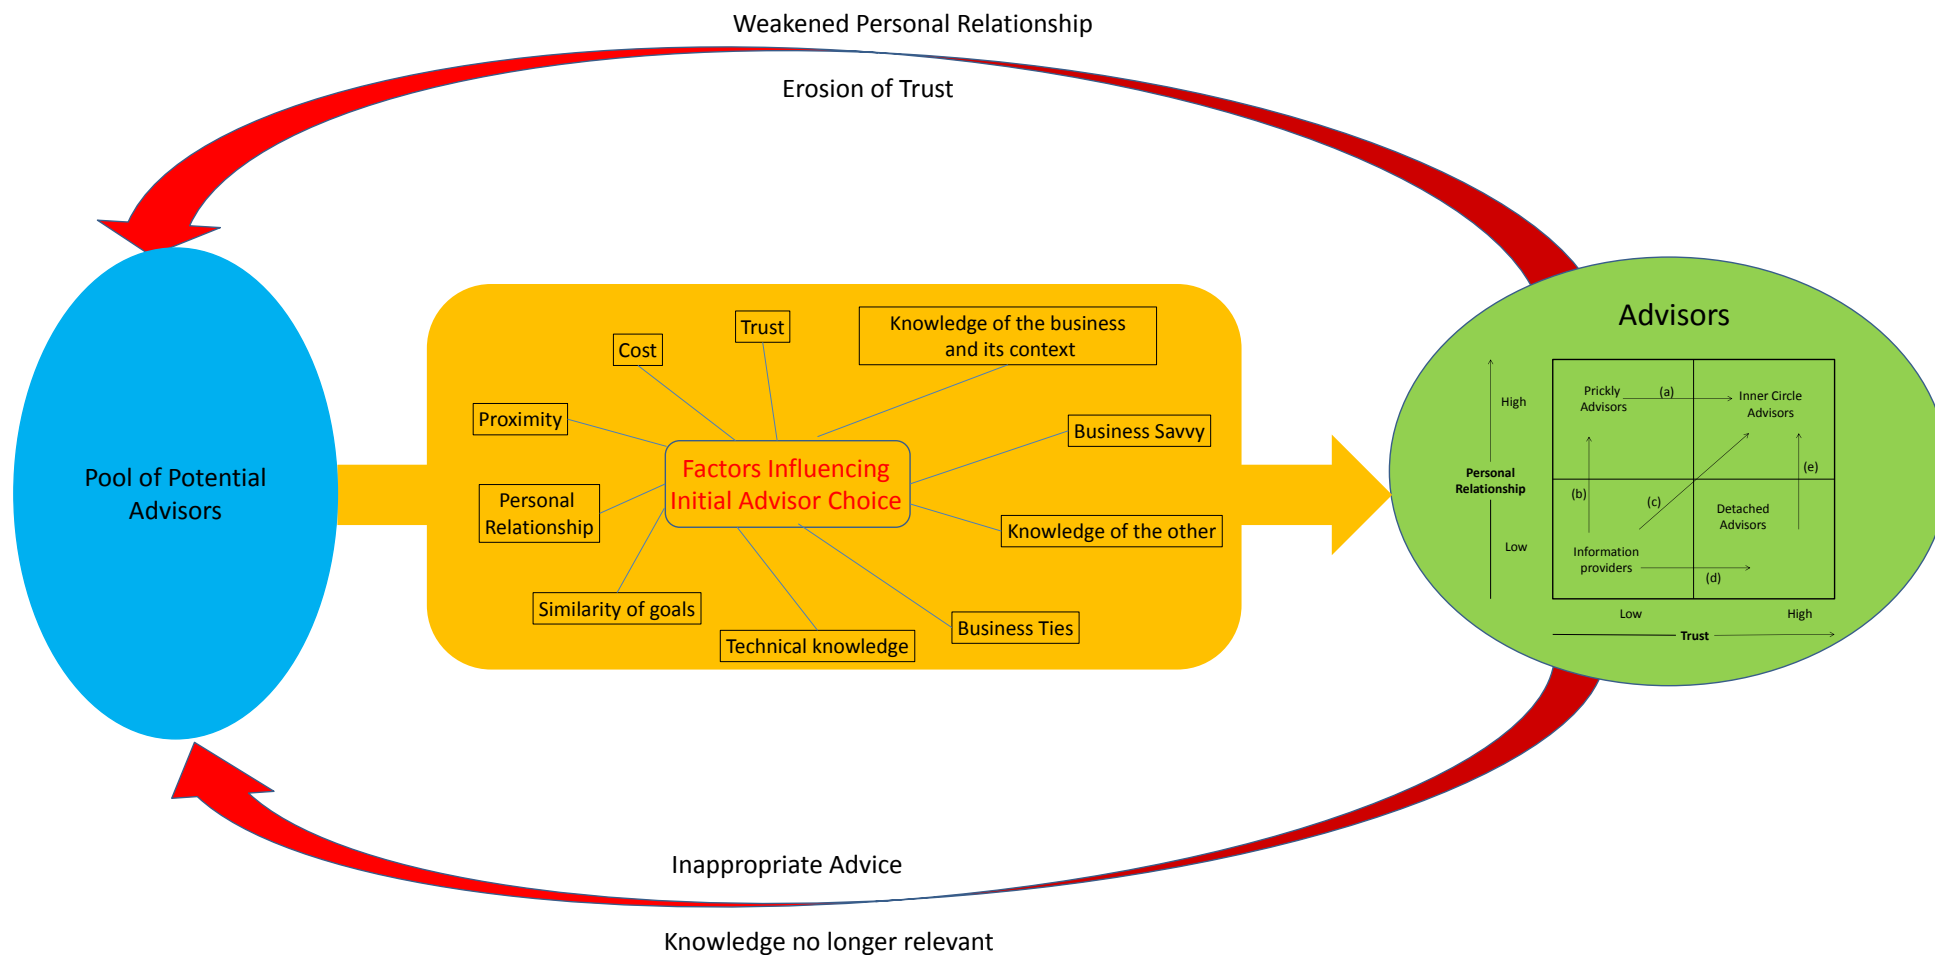 Weakened Personal Relationship
Erosion of Trust
Pool of Potential
Advisors
Trust
Cost
Knowledge of the business
and its context
Proximity
Business Savvy
Factors Influencing
Initial Advisor Choice
Personal
Relationship
Knowledge of the other
Similarity of goals
Technical knowledge
Business Ties
Advisors
High
Personal
Relationship
Low
Prickly
Advisors
(a)
Inner Circle
Advisors
(b)
(c)
(e)
Detached
Advisors
Information
providers
(d)
Low
High
Trust
Inappropriate Advice
Knowledge no longer relevant